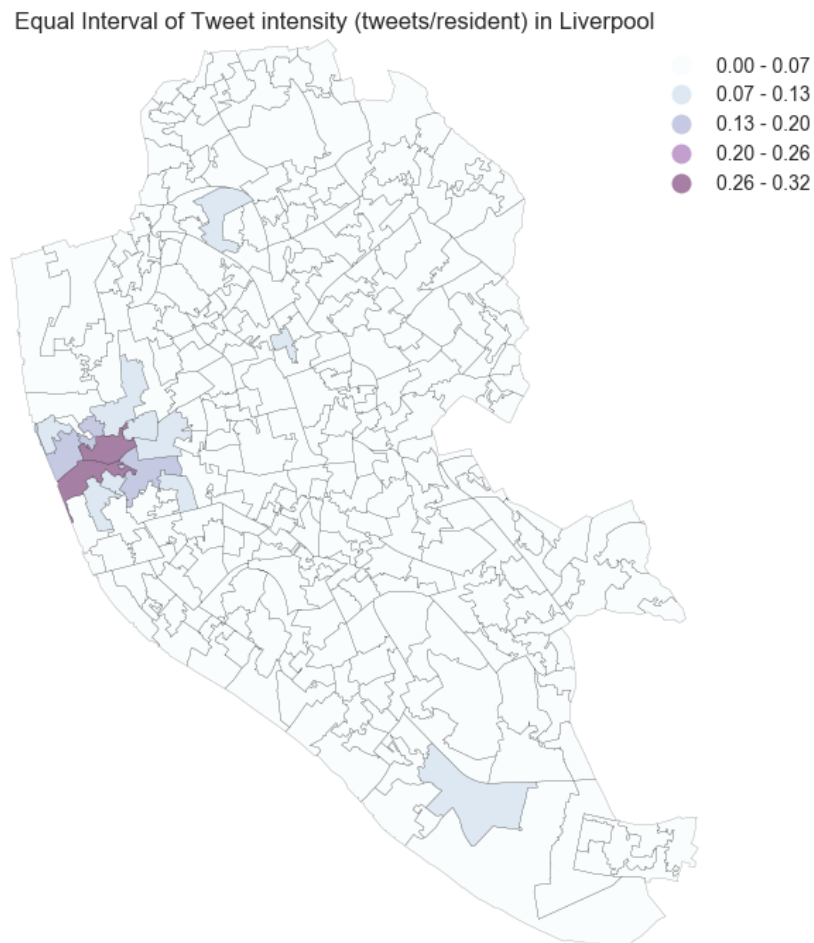 Equal Interval of Tweet intensity (tweets/resident) in Liverpool
0.00 - 0.07
0.07 - 0.13
0.13 - 0.20
0.20 - 0.26
0.26 - 0.32